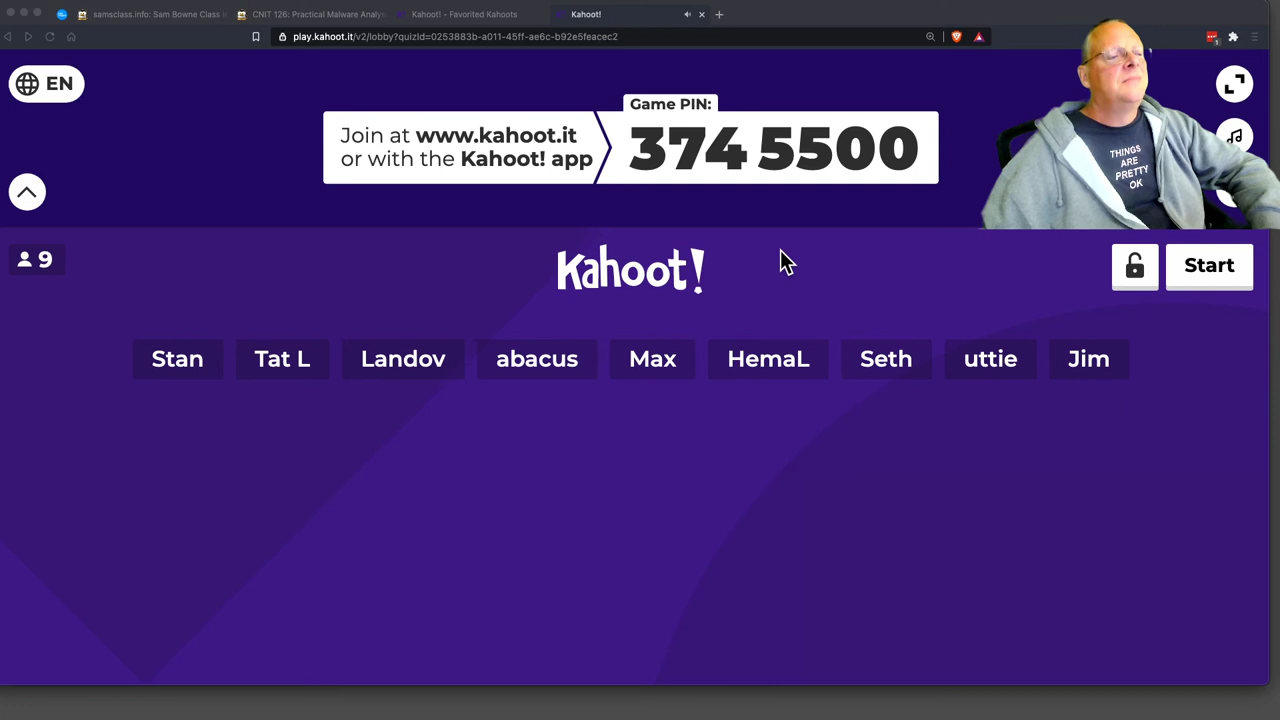 samsclass.info: Sam Bowne Class I
CNIT 126: Practical Malware Analys
Kahoot! - Favorited Kahoots
Kahoot!
play.kahoot.it/v2/lobby?quizId=0253883b-a011-45ff-ae6c-b92e5feacec2
EN
Join at www.kahoot.it
or with the Kahoot! app
Game PIN:
374 5500
THINGS
ARE
PRETTY
OK
9
Kahoot!
Start
Stan Tat L Landov abacus Max HemaL Seth uttie Jim